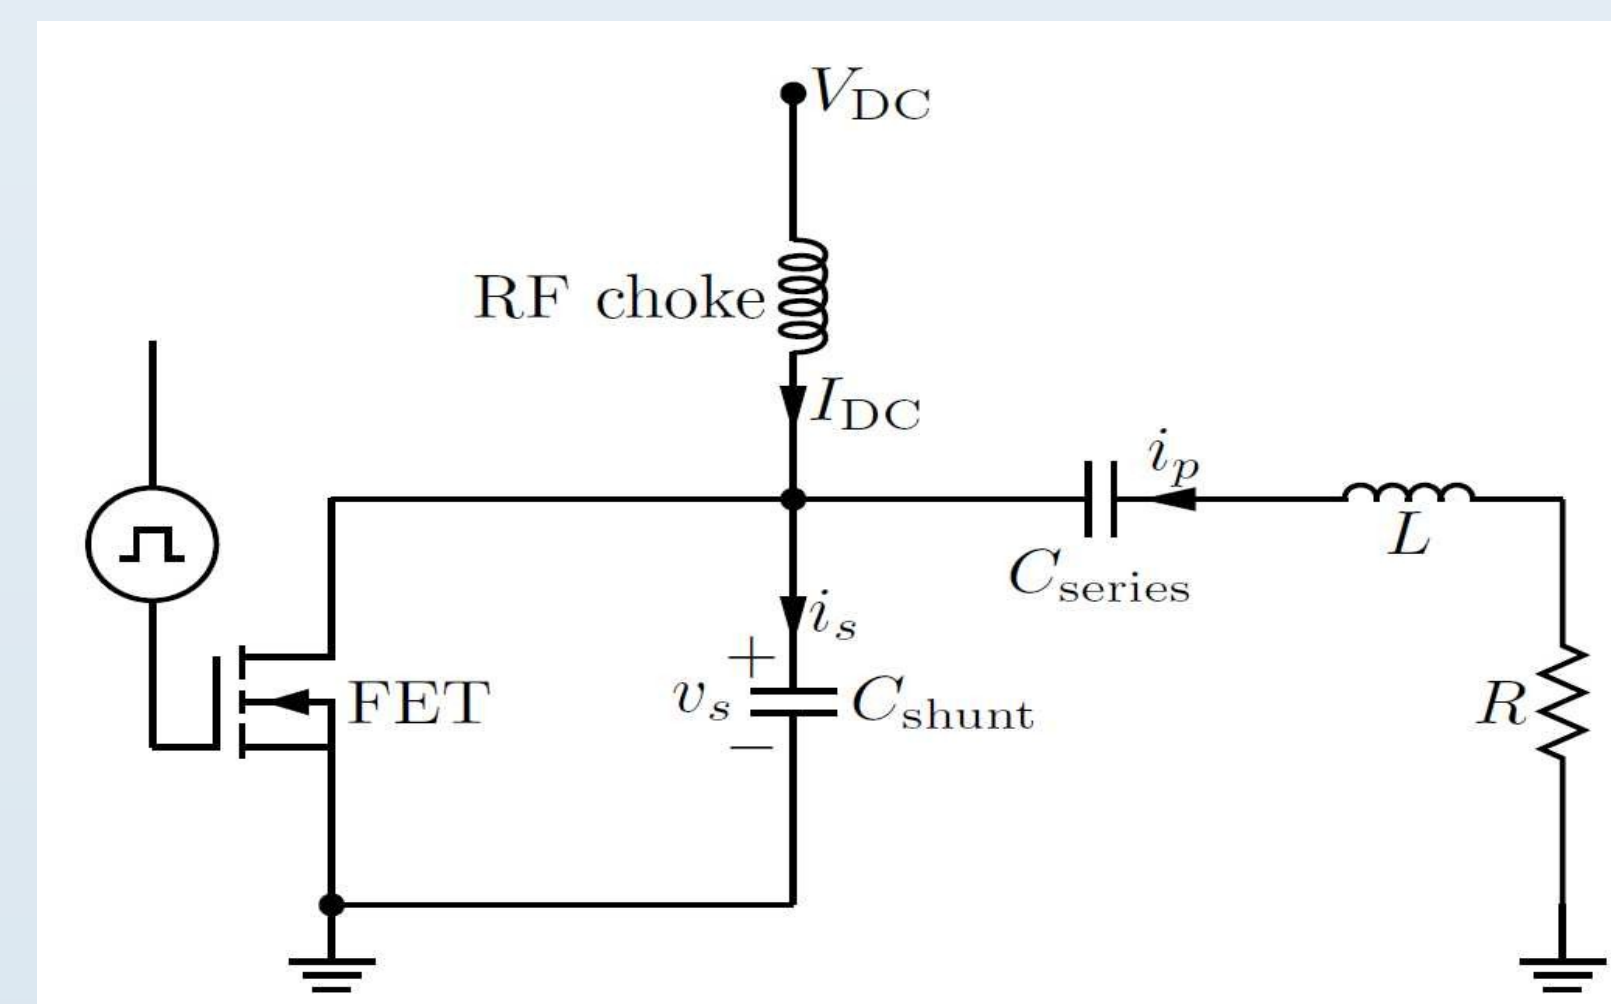 V_DC
RF choke
I_DC
i_p
L
C_series
i_s
+
v_s
C_shunt
−
FET
R